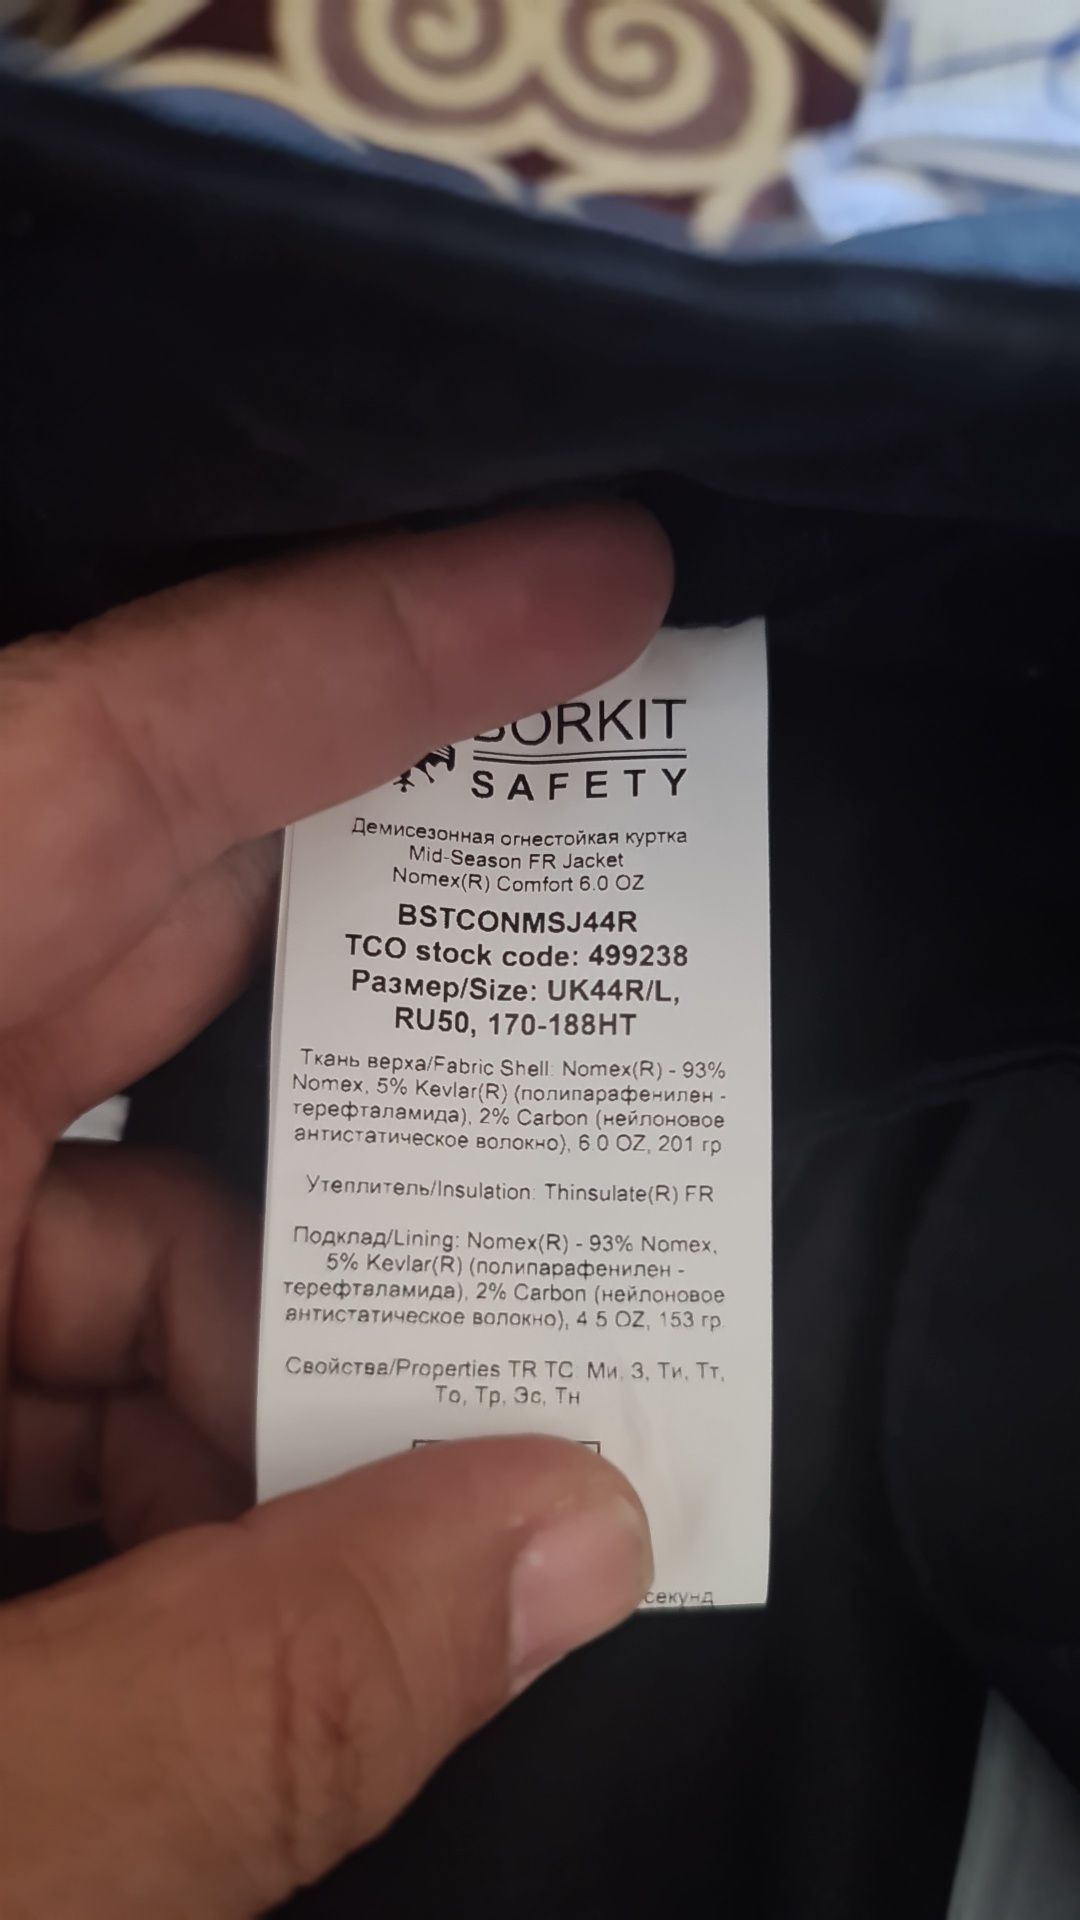 SAFETY
Демисезонная огнестойкая куртка
Mid-Season FR Jacket
Nomex(R) Comfort 6.0 OZ
BSTCONMSJ44R
TCO stock code: 499238
Размер/Size: UK44R/L,
RU50, 170-188HT
Ткань верха/Fabric Shell: Nomex(R) - 93%
Nomex, 5% Kevlar(R) (полипарафенилен -
терефталамида), 2% Carbon (нейлоновое
антистатическое волокно), 6.0 OZ, 201 гр
Утеплитель/Insulation: Thinsulate(R) FR
Подклад/Lining: Nomex(R) - 93% Nomex,
5% Kevlar(R) (полипарафенилен -
терефталамида), 2% Carbon (нейлоновое
антистатическое волокно), 4.5 OZ, 153 гр.
Свойства/Properties TR TC: Ми, З, Ти, Тт,
То, Тр, Эс, Тн
секунд